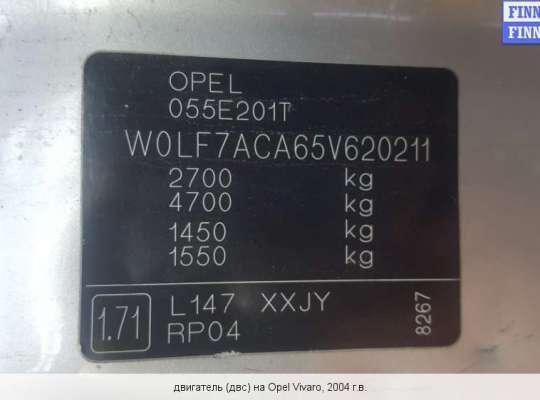 FINN
FINN
OPEL
055E201T
W0LF7ACA65V620211
2700 kg
4700 kg
1450 kg
1550 kg
1.71
L147 XXJY
RP04
8267
двигатель (двс) на Opel Vivaro, 2004 г.в.